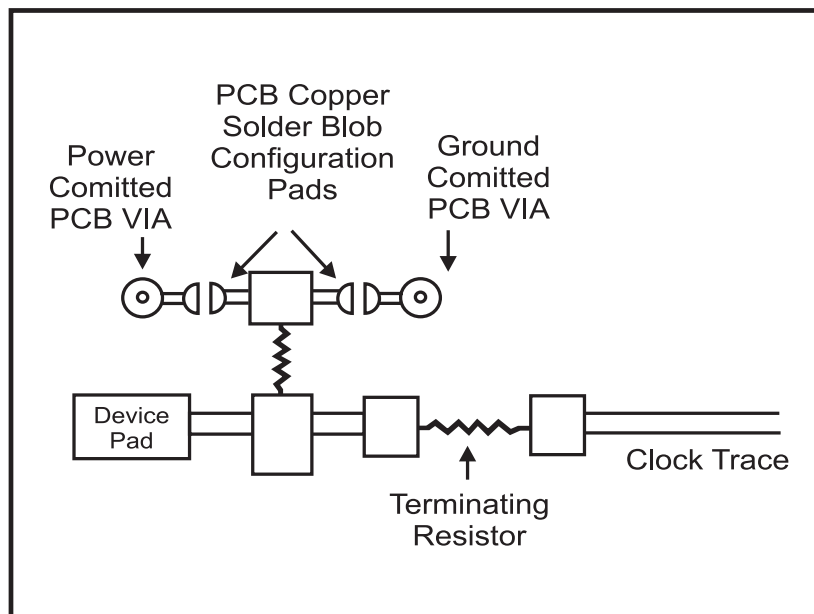 PCB Copper
Solder Blob
Configuration
Pads
Power
Comitted
PCB VIA
Ground
Comitted
PCB VIA
Device
Pad
Clock Trace
Terminating
Resistor